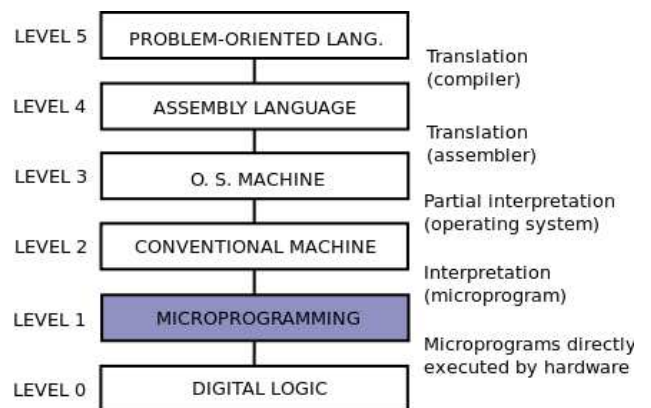 LEVEL 5
PROBLEM-ORIENTED LANG.
Translation
(compiler)
LEVEL 4
ASSEMBLY LANGUAGE
Translation
(assembler)
LEVEL 3
O. S. MACHINE
Partial interpretation
(operating system)
LEVEL 2
CONVENTIONAL MACHINE
Interpretation
(microprogram)
LEVEL 1
MICROPROGRAMMING
Microprograms directly
executed by hardware
LEVEL 0
DIGITAL LOGIC